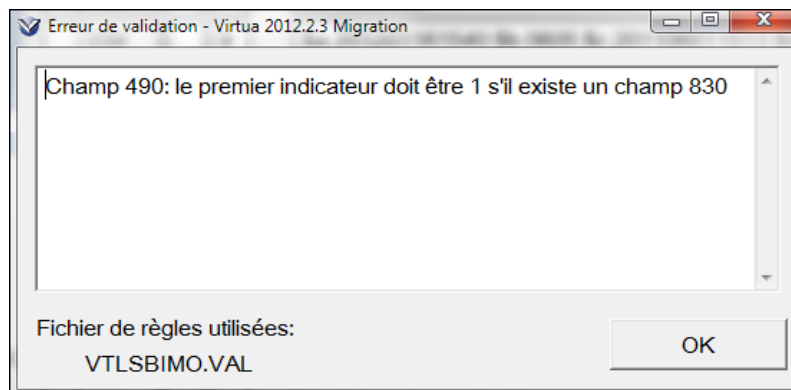 Erreur de validation - Virtua 2012.2.3 Migration
Champ 490: le premier indicateur doit être 1 s'il existe un champ 830
Fichier de règles utilisées:
VTLSBIMO.VAL
OK